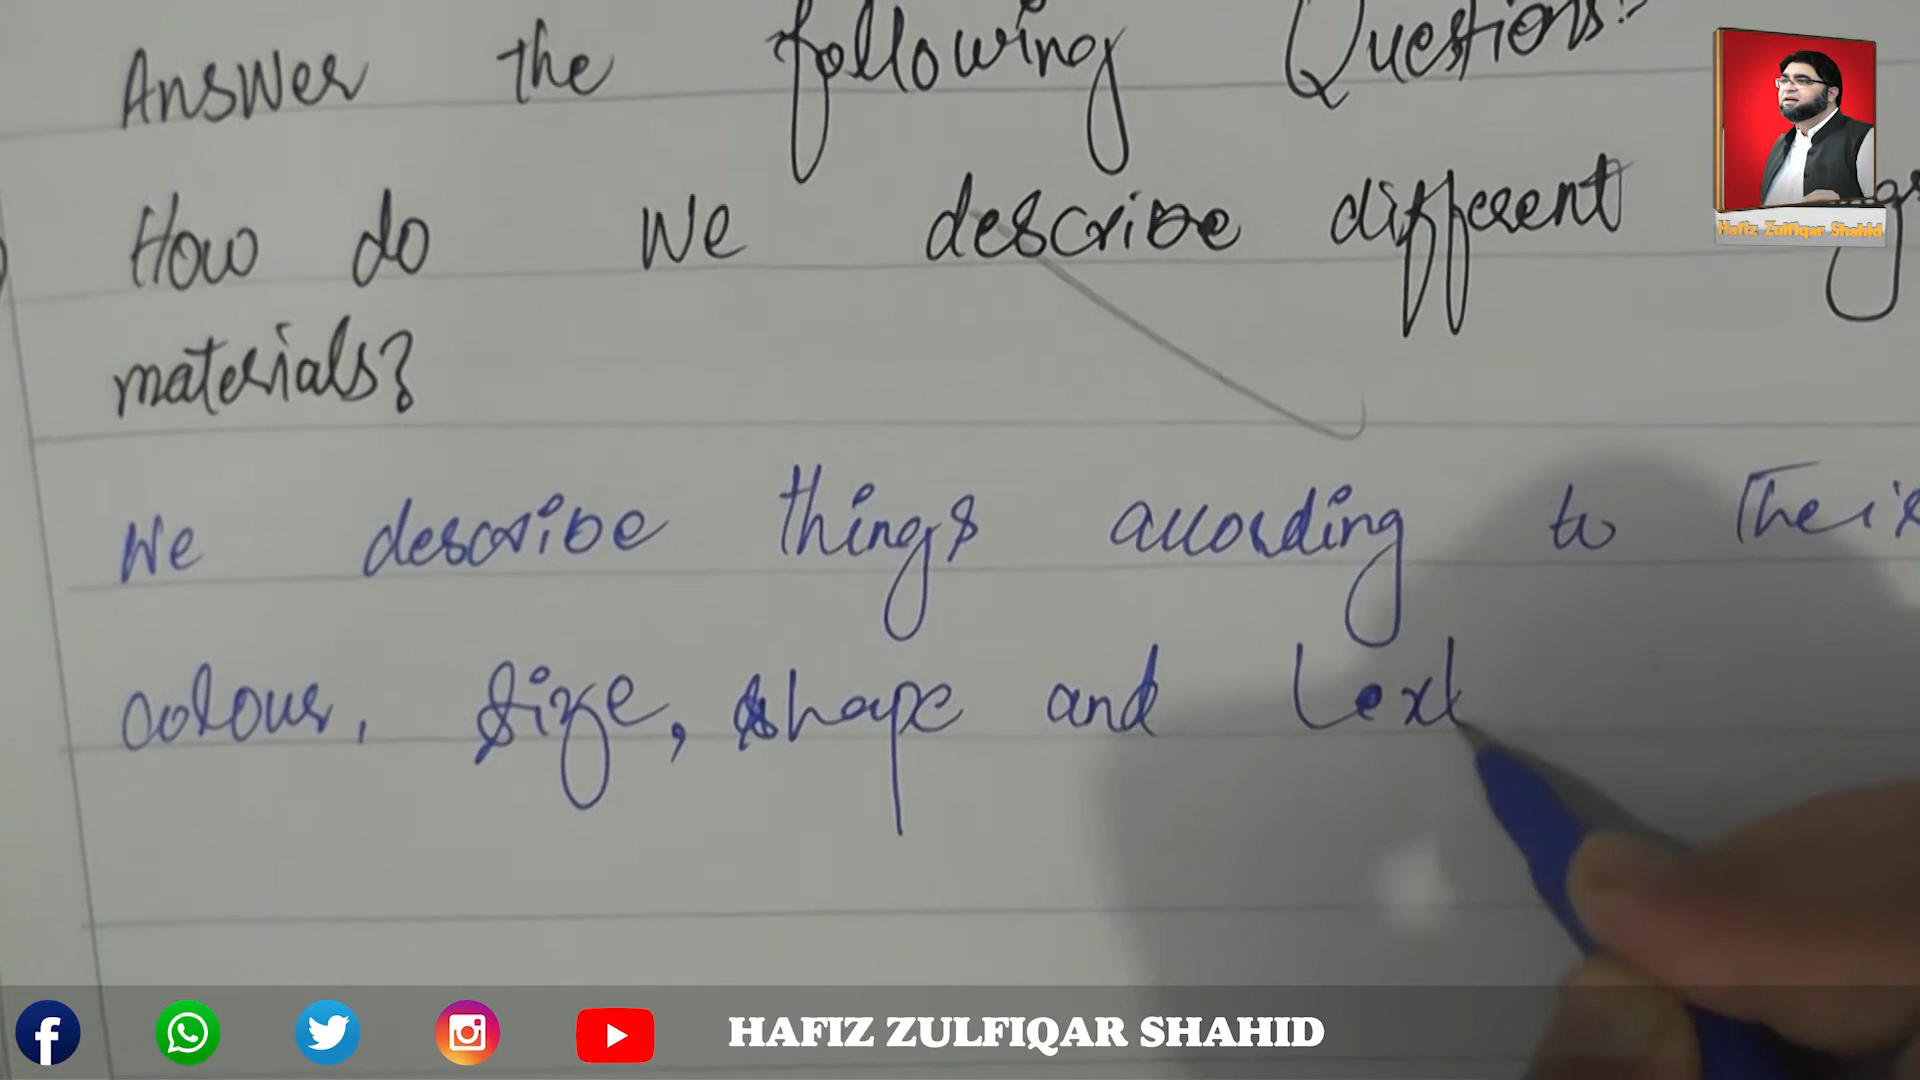 Answer the following Questions:-
How do we describe different
materials?
We describe things according to their
colour, size, shape and text
Hafiz Zulfiqar Shahid
HAFIZ ZULFIQAR SHAHID